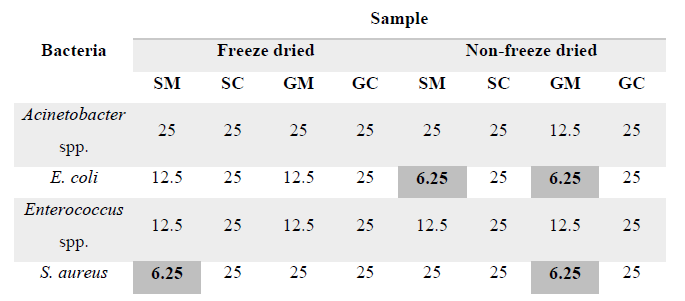 Sample
Bacteria Freeze dried Non-freeze dried
SM SC GM GC SM SC GM GC
Acinetobacter
spp.
25 25 25 25 25 25 12.5 25
E. coli 12.5 25 12.5 25 6.25 25 6.25 25
Enterococcus
spp.
12.5 25 12.5 25 12.5 25 12.5 25
S. aureus 6.25 25 25 25 25 25 6.25 25